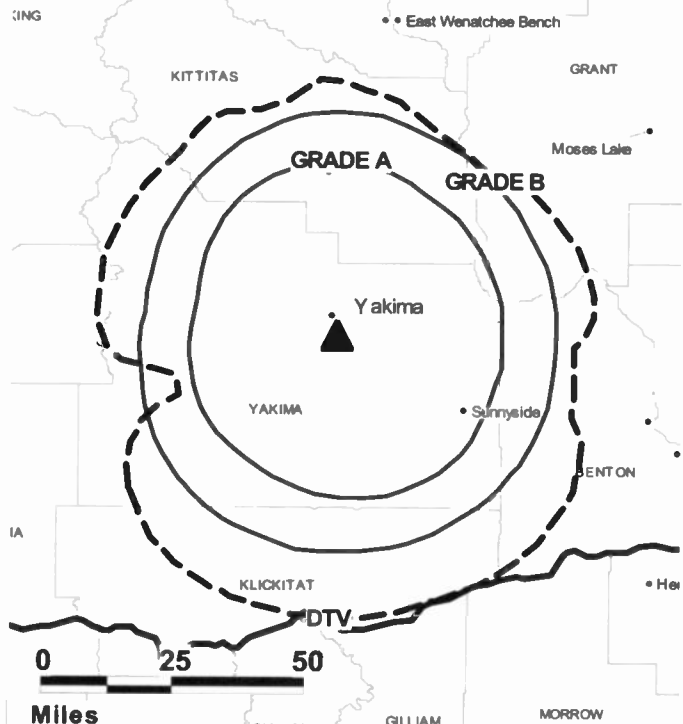 KING
East Wenatchee Bench
KITTITAS
GRANT
Moses Lake
GRADE A
GRADE B
Yakima
YAKIMA
Sunnyside
BENTON
KLICKITAT
DTV
0 25 50
Miles
GILLIAM
MORROW